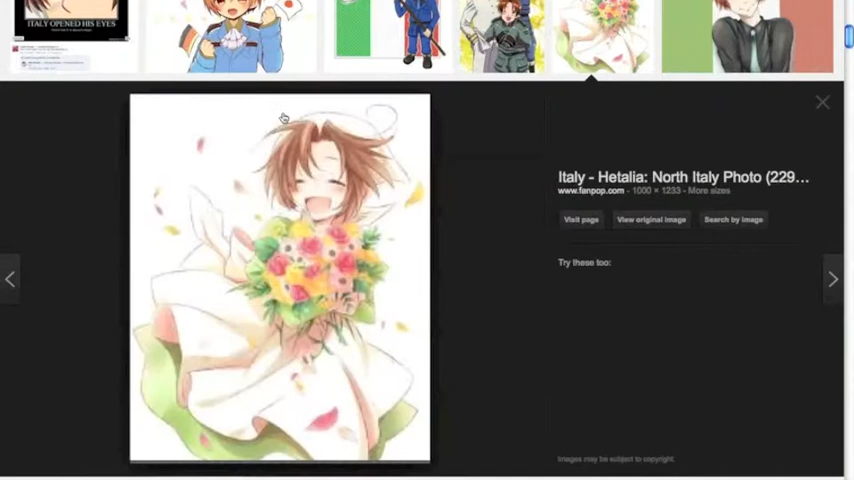 ITALY OPENED HIS EYES
Italy - Hetalia: North Italy Photo (229...
www.fanpop.com - 1000 × 1233 - More sizes
Visit page
View original image
Search by image
Try these too:
Images may be subject to copyright.